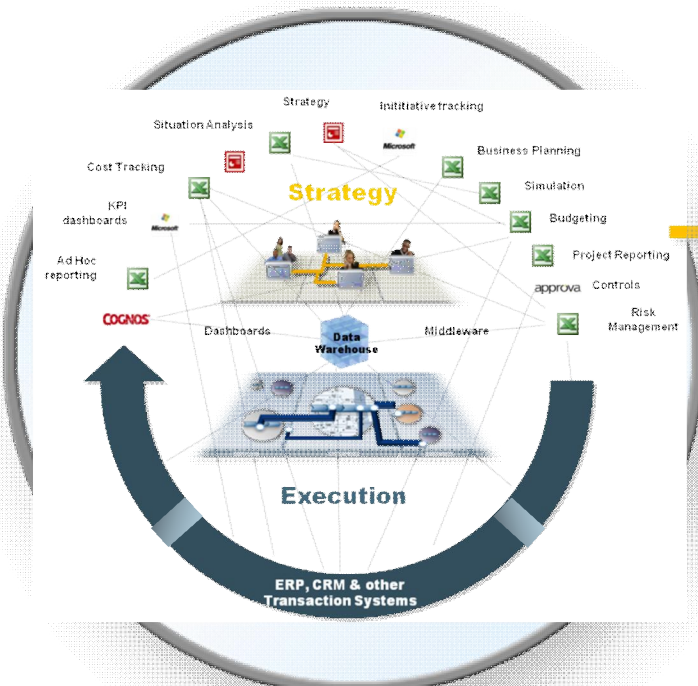 Strategy
Inititiative tracking
Situation Analysis
Microsoft
Business Planning
Cost Tracking
Strategy
Simulation
KPI
dashboards
Microsoft
Budgeting
Ad Hoc
reporting
Project Reporting
approva
Controls
COGNOS
Risk
Management
Dashboards
Data
Warehouse
Middleware
Execution
ERP, CRM & other
Transaction Systems